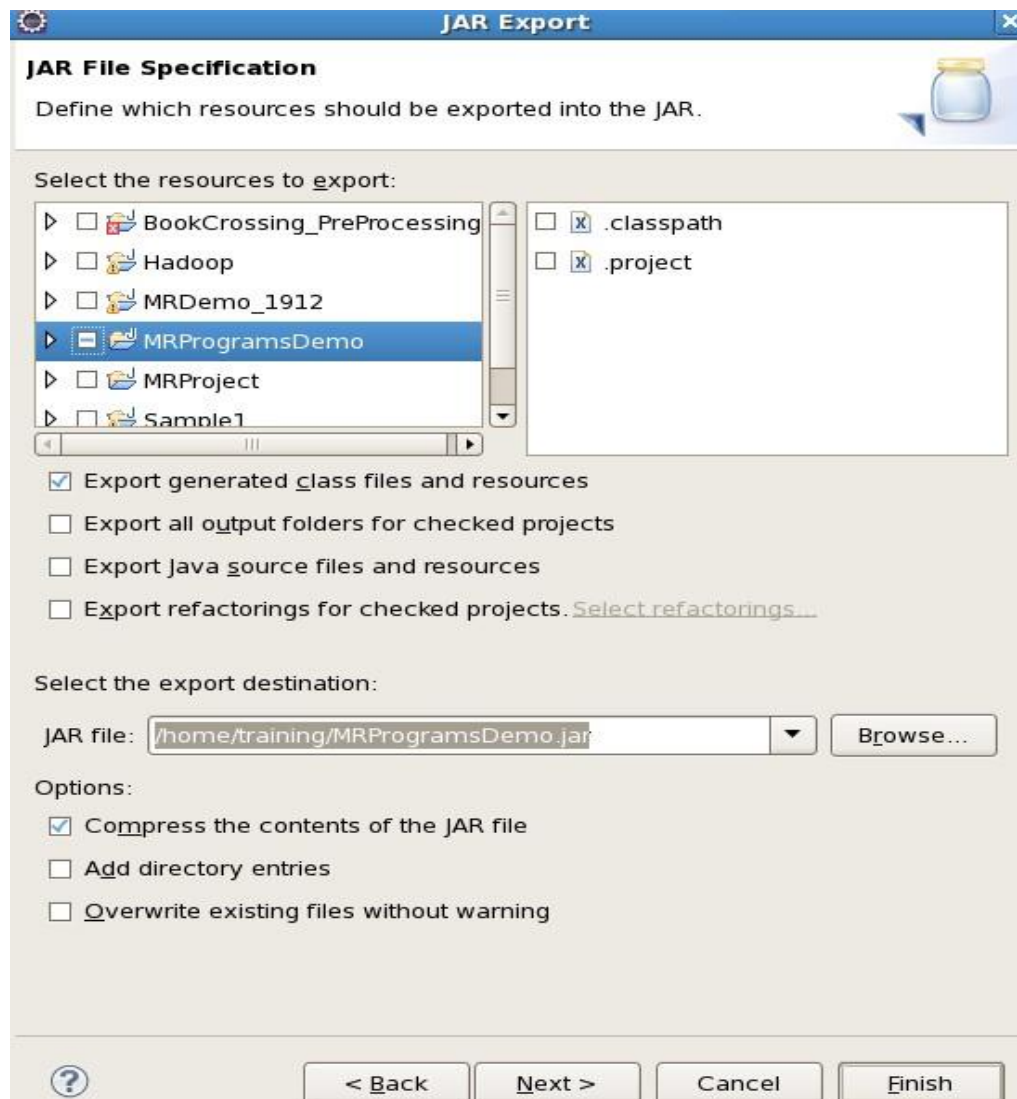 JAR Export
JAR File Specification
Define which resources should be exported into the JAR.
Select the resources to export:
BookCrossing_PreProcessing
Hadoop
MRDemo_1912
MRProgramsDemo
MRProject
Sample1
.classpath
.project
Export generated class files and resources
Export all output folders for checked projects
Export Java source files and resources
Export refactorings for checked projects. Select refactorings...
Select the export destination:
JAR file: /home/training/MRProgramsDemo.jar Browse...
Options:
Compress the contents of the JAR file
Add directory entries
Overwrite existing files without warning
? < Back Next > Cancel Finish